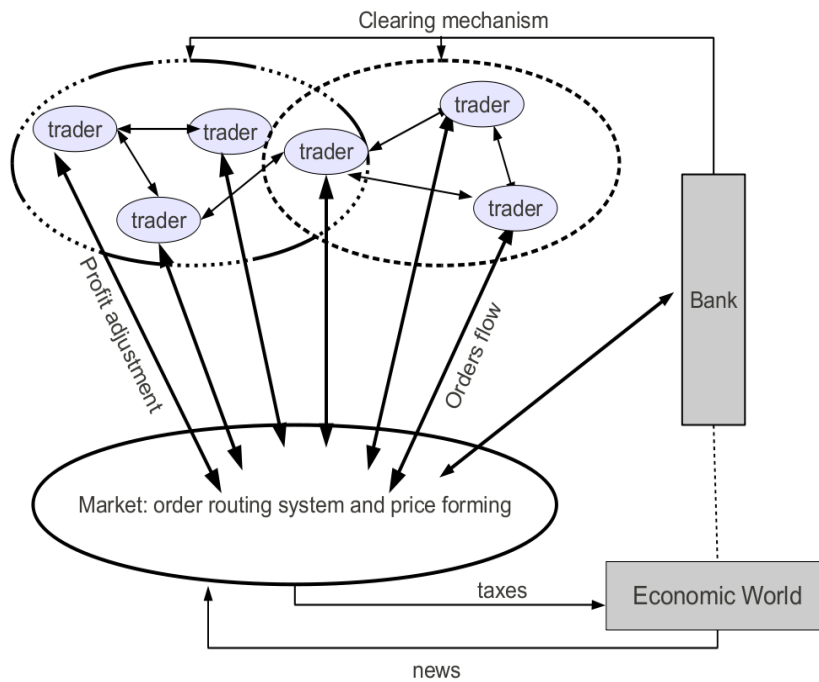 Clearing mechanism
trader
trader
trader
trader
trader
trader
Profit adjustment
Orders flow
Bank
Market: order routing system and price forming
taxes
Economic World
news